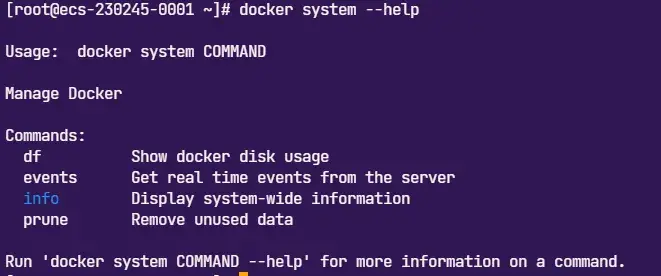 [root@ecs-230245-0001 ~]# docker system --help
Usage:  docker system COMMAND
Manage Docker
Commands:
  df          Show docker disk usage
  events      Get real time events from the server
  info        Display system-wide information
  prune       Remove unused data
Run 'docker system COMMAND --help' for more information on a command.